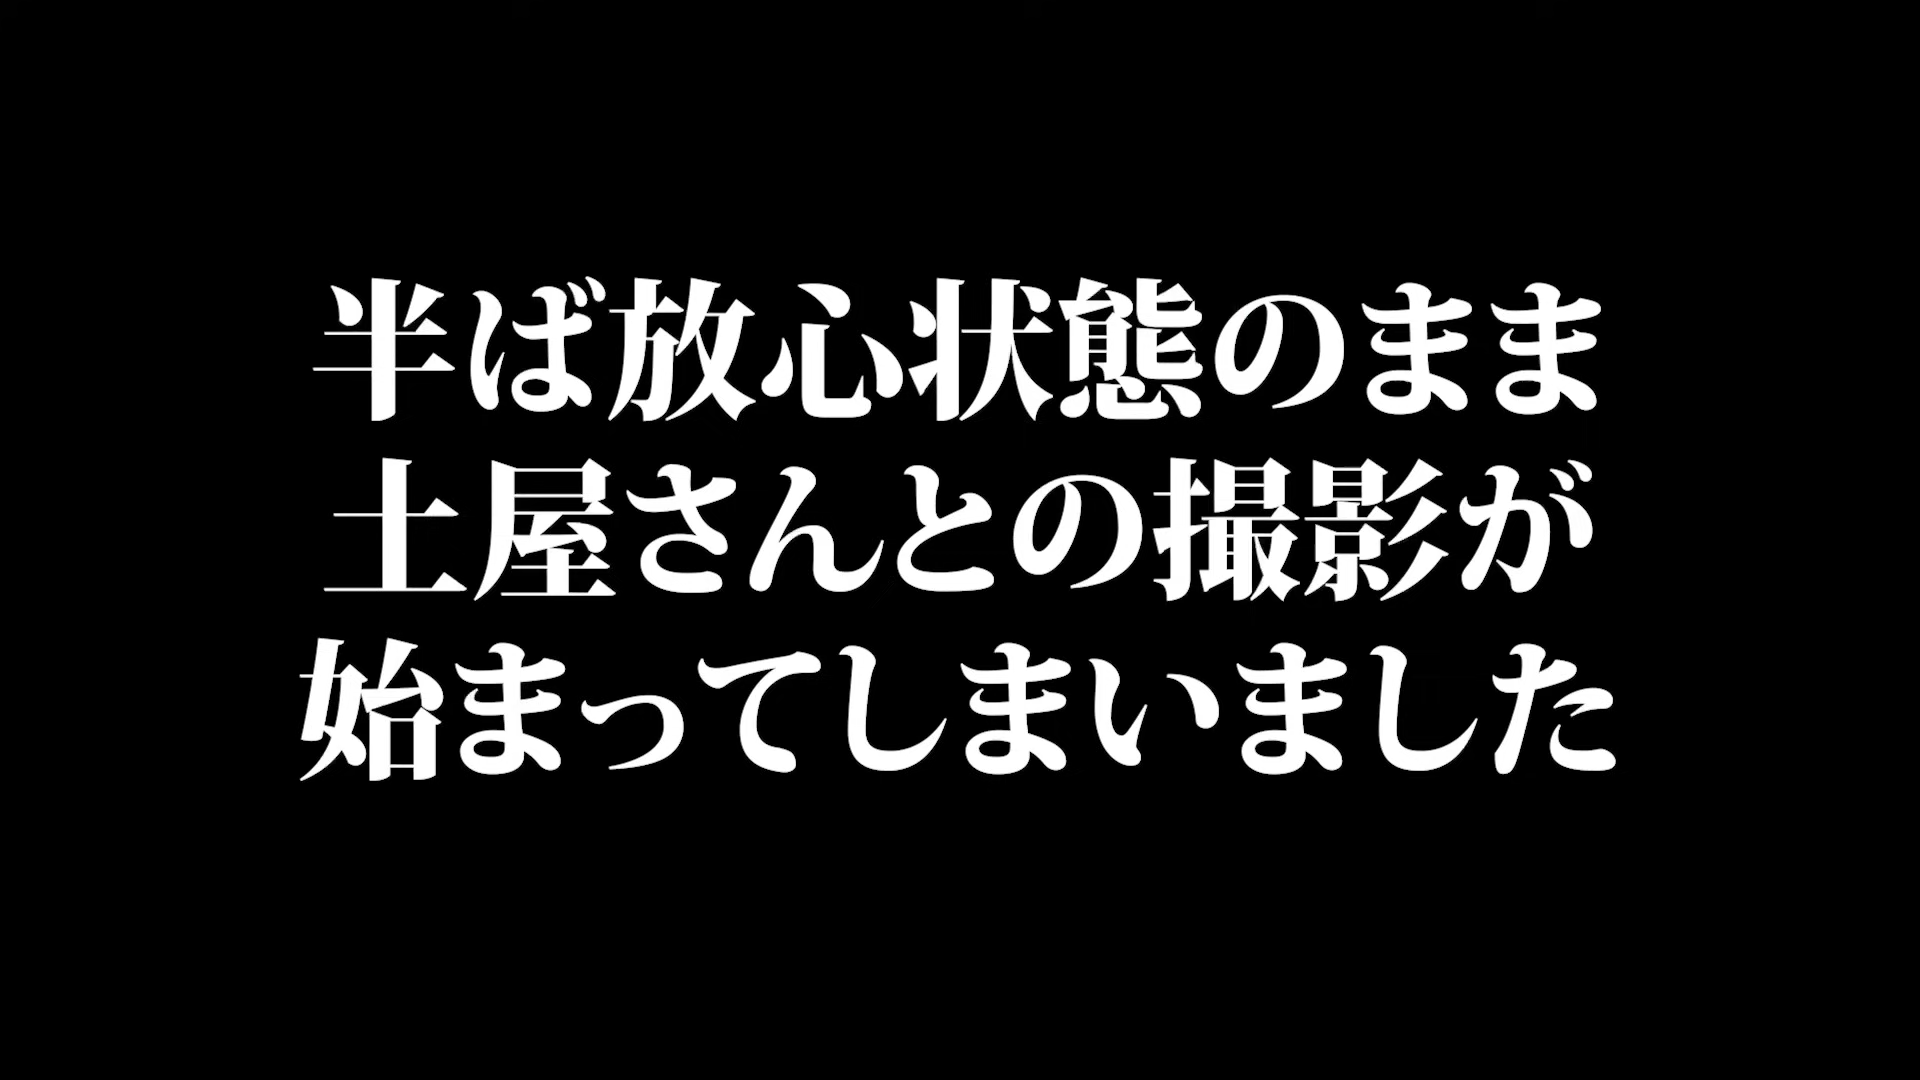 半ば放心状態のまま
土屋さんとの撮影が
始まってしまいました